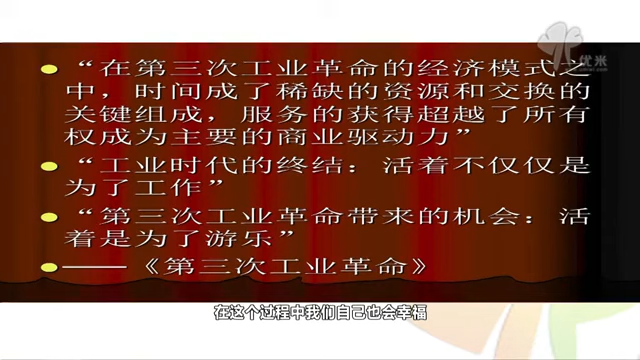 优米
“在第三次工业革命的经济模式之
中，时间成了稀缺的资源和交换的
关键组成，服务的获得超越了所有
权成为主要的商业驱动力”
“工业时代的终结：活着不仅仅是
为了工作”
“第三次工业革命带来的机会：活
着是为了游乐”
——《第三次工业革命》
在这个过程中我们自己也会幸福